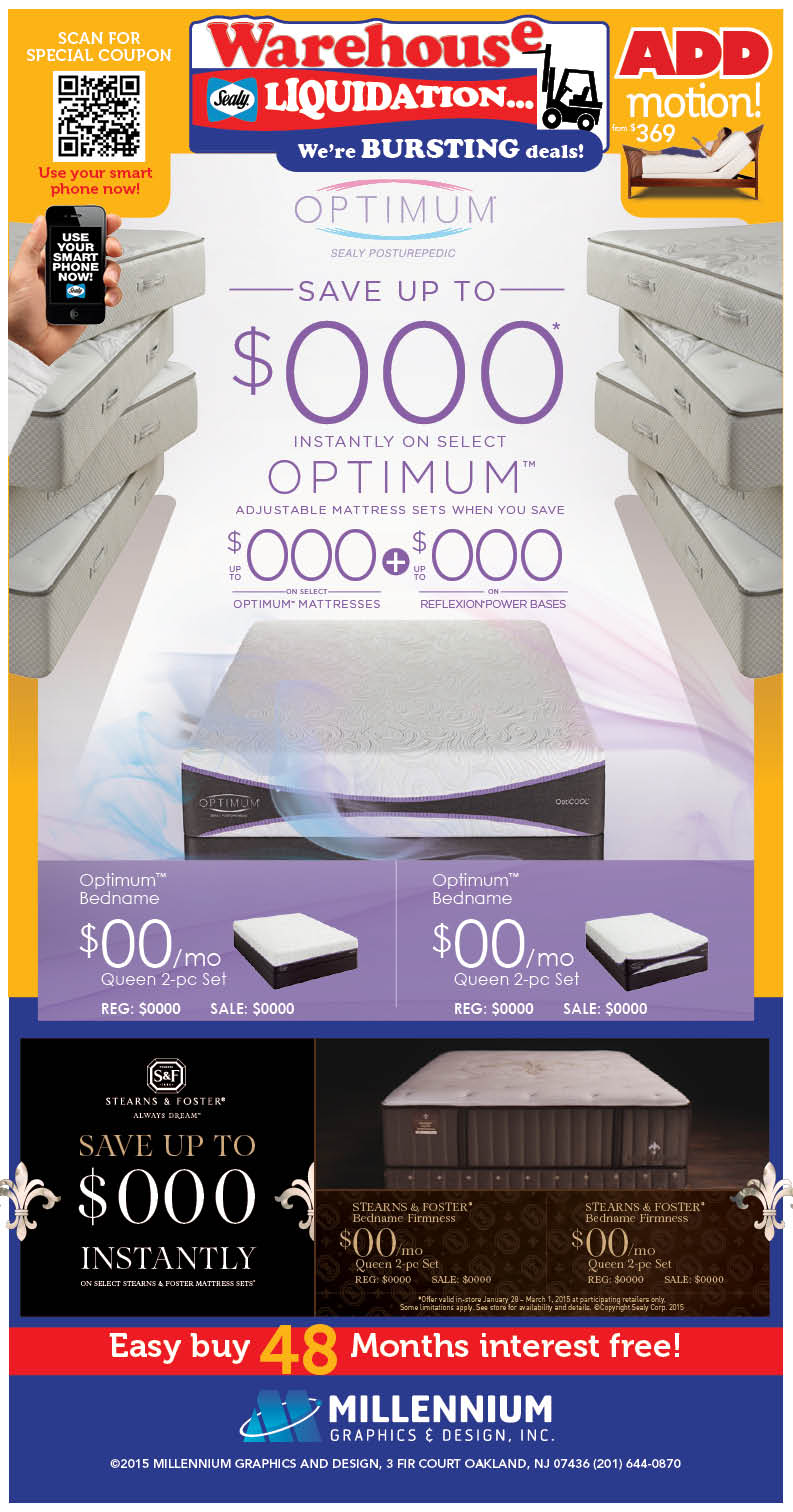 SCAN FOR
SPECIAL COUPON
Use your smart
phone now!
USE
YOUR
SMART
PHONE
NOW!
Sealy
Warehouse
Sealy
LIQUIDATION...
We're BURSTING deals!
ADD
motion!
from $369
OPTIMUM
SEALY POSTUREPEDIC
SAVE UP TO
$000*
INSTANTLY ON SELECT
OPTIMUM™
ADJUSTABLE MATTRESS SETS WHEN YOU SAVE
UP TO $000 + UP TO $000
ON SELECT
OPTIMUM™ MATTRESSES
ON
REFLEXION® POWER BASES
OPTIMUM
SEALY POSTUREPEDIC
OptiCOOL™
Optimum™
Bedname
$00/mo
Queen 2-pc Set
REG: $0000 SALE: $0000
Optimum™
Bedname
$00/mo
Queen 2-pc Set
REG: $0000 SALE: $0000
S&F
STEARNS & FOSTER®
ALWAYS DREAM™
SAVE UP TO
$000
INSTANTLY
ON SELECT STEARNS & FOSTER MATTRESS SETS*
STEARNS & FOSTER®
Bedname Firmness
$00/mo
Queen 2-pc Set
REG: $0000 SALE: $0000
STEARNS & FOSTER®
Bedname Firmness
$00/mo
Queen 2-pc Set
REG: $0000 SALE: $0000
*Offer valid in-store January 28 – March 1, 2015 at participating retailers only.
Some limitations apply. See store for availability and details. ©Copyright Sealy Corp. 2015
Easy buy 48 Months interest free!
MILLENNIUM
GRAPHICS & DESIGN, INC.
©2015 MILLENNIUM GRAPHICS AND DESIGN, 3 FIR COURT OAKLAND, NJ 07436 (201) 644-0870